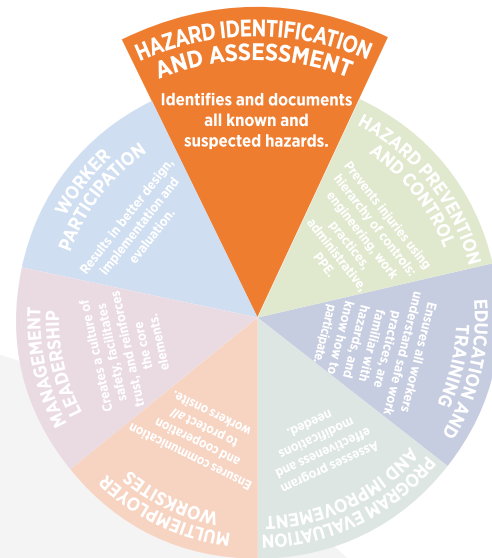 HAZARD IDENTIFICATION
AND ASSESSMENT
Identifies and documents
all known and
suspected hazards.
HAZARD PREVENTION
AND CONTROL
Prevents injuries using
hierarchy of controls:
engineering, work
practices,
administrative,
PPE.
EDUCATION AND
TRAINING
Ensures all workers
understand safe work
practices, are
familiar with
hazards, and
know how to
participate.
PROGRAM EVALUATION
AND IMPROVEMENT
Assesses program
effectiveness and
modifications
needed.
MULTIEMPLOYER
WORKSITES
Ensures communication
and cooperation
to protect all
workers onsite.
MANAGEMENT
LEADERSHIP
Creates a culture of
safety, facilitates
trust, and reinforces
the core
elements.
WORKER
PARTICIPATION
Results in better design,
implementation and
evaluation.